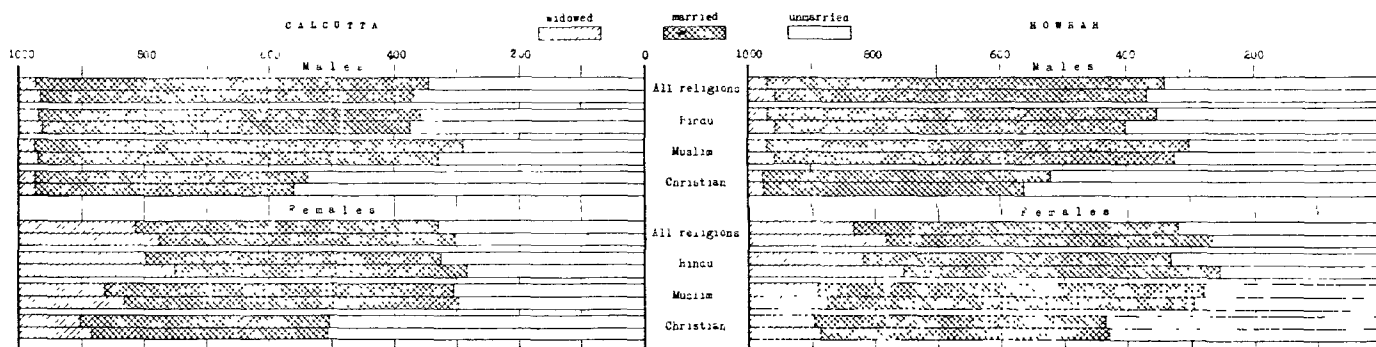 CALCUTTA widowed married unmarried HOWRAH
1000 800 600 400 200 0 1000 800 600 400 200
Males Males
All religions
Hindu
Muslim
Christian
Females Females
All religions
Hindu
Muslim
Christian